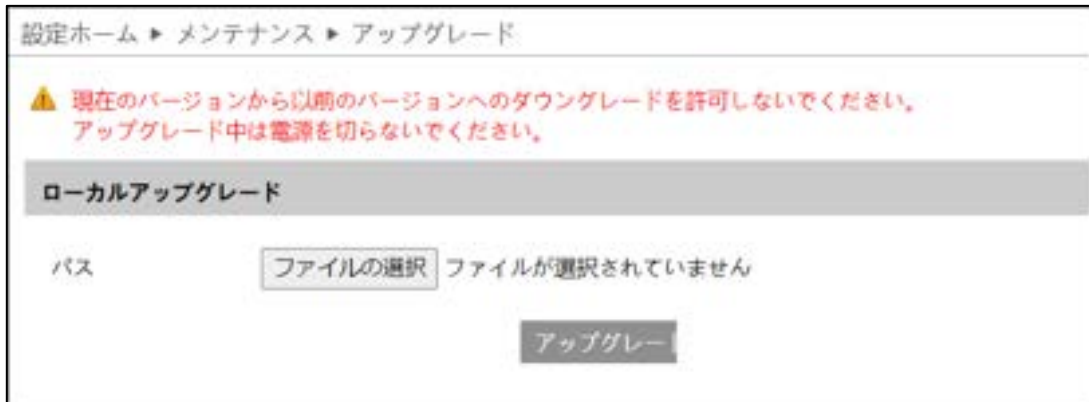 設定ホーム ▶ メンテナンス ▶ アップグレード
現在のバージョンから以前のバージョンへのダウングレードを許可しないでください。
アップグレード中は電源を切らないでください。
ローカルアップグレード
パス ファイルの選択 ファイルが選択されていません
アップグレー